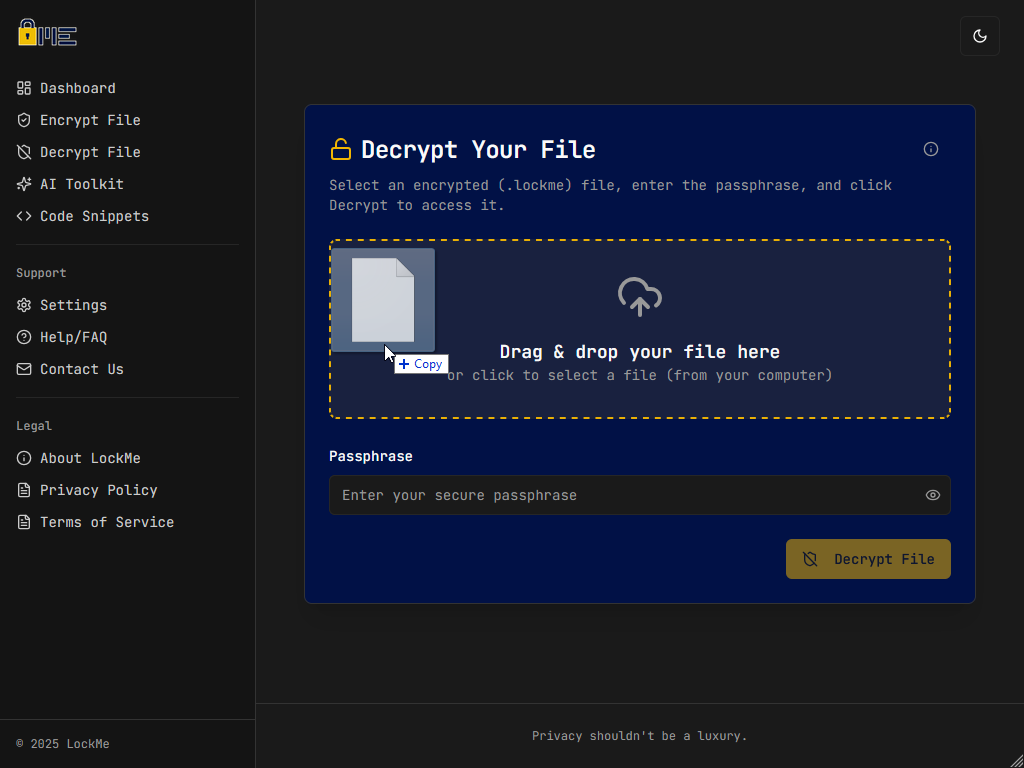 ME
Dashboard
Encrypt File
Decrypt File
AI Toolkit
Code Snippets
Support
Settings
Help/FAQ
Contact Us
Legal
About LockMe
Privacy Policy
Terms of Service
© 2025 LockMe
Decrypt Your File
Select an encrypted (.lockme) file, enter the passphrase, and click
Decrypt to access it.
Copy
Drag & drop your file here
or click to select a file (from your computer)
Passphrase
Enter your secure passphrase
Decrypt File
Privacy shouldn't be a luxury.